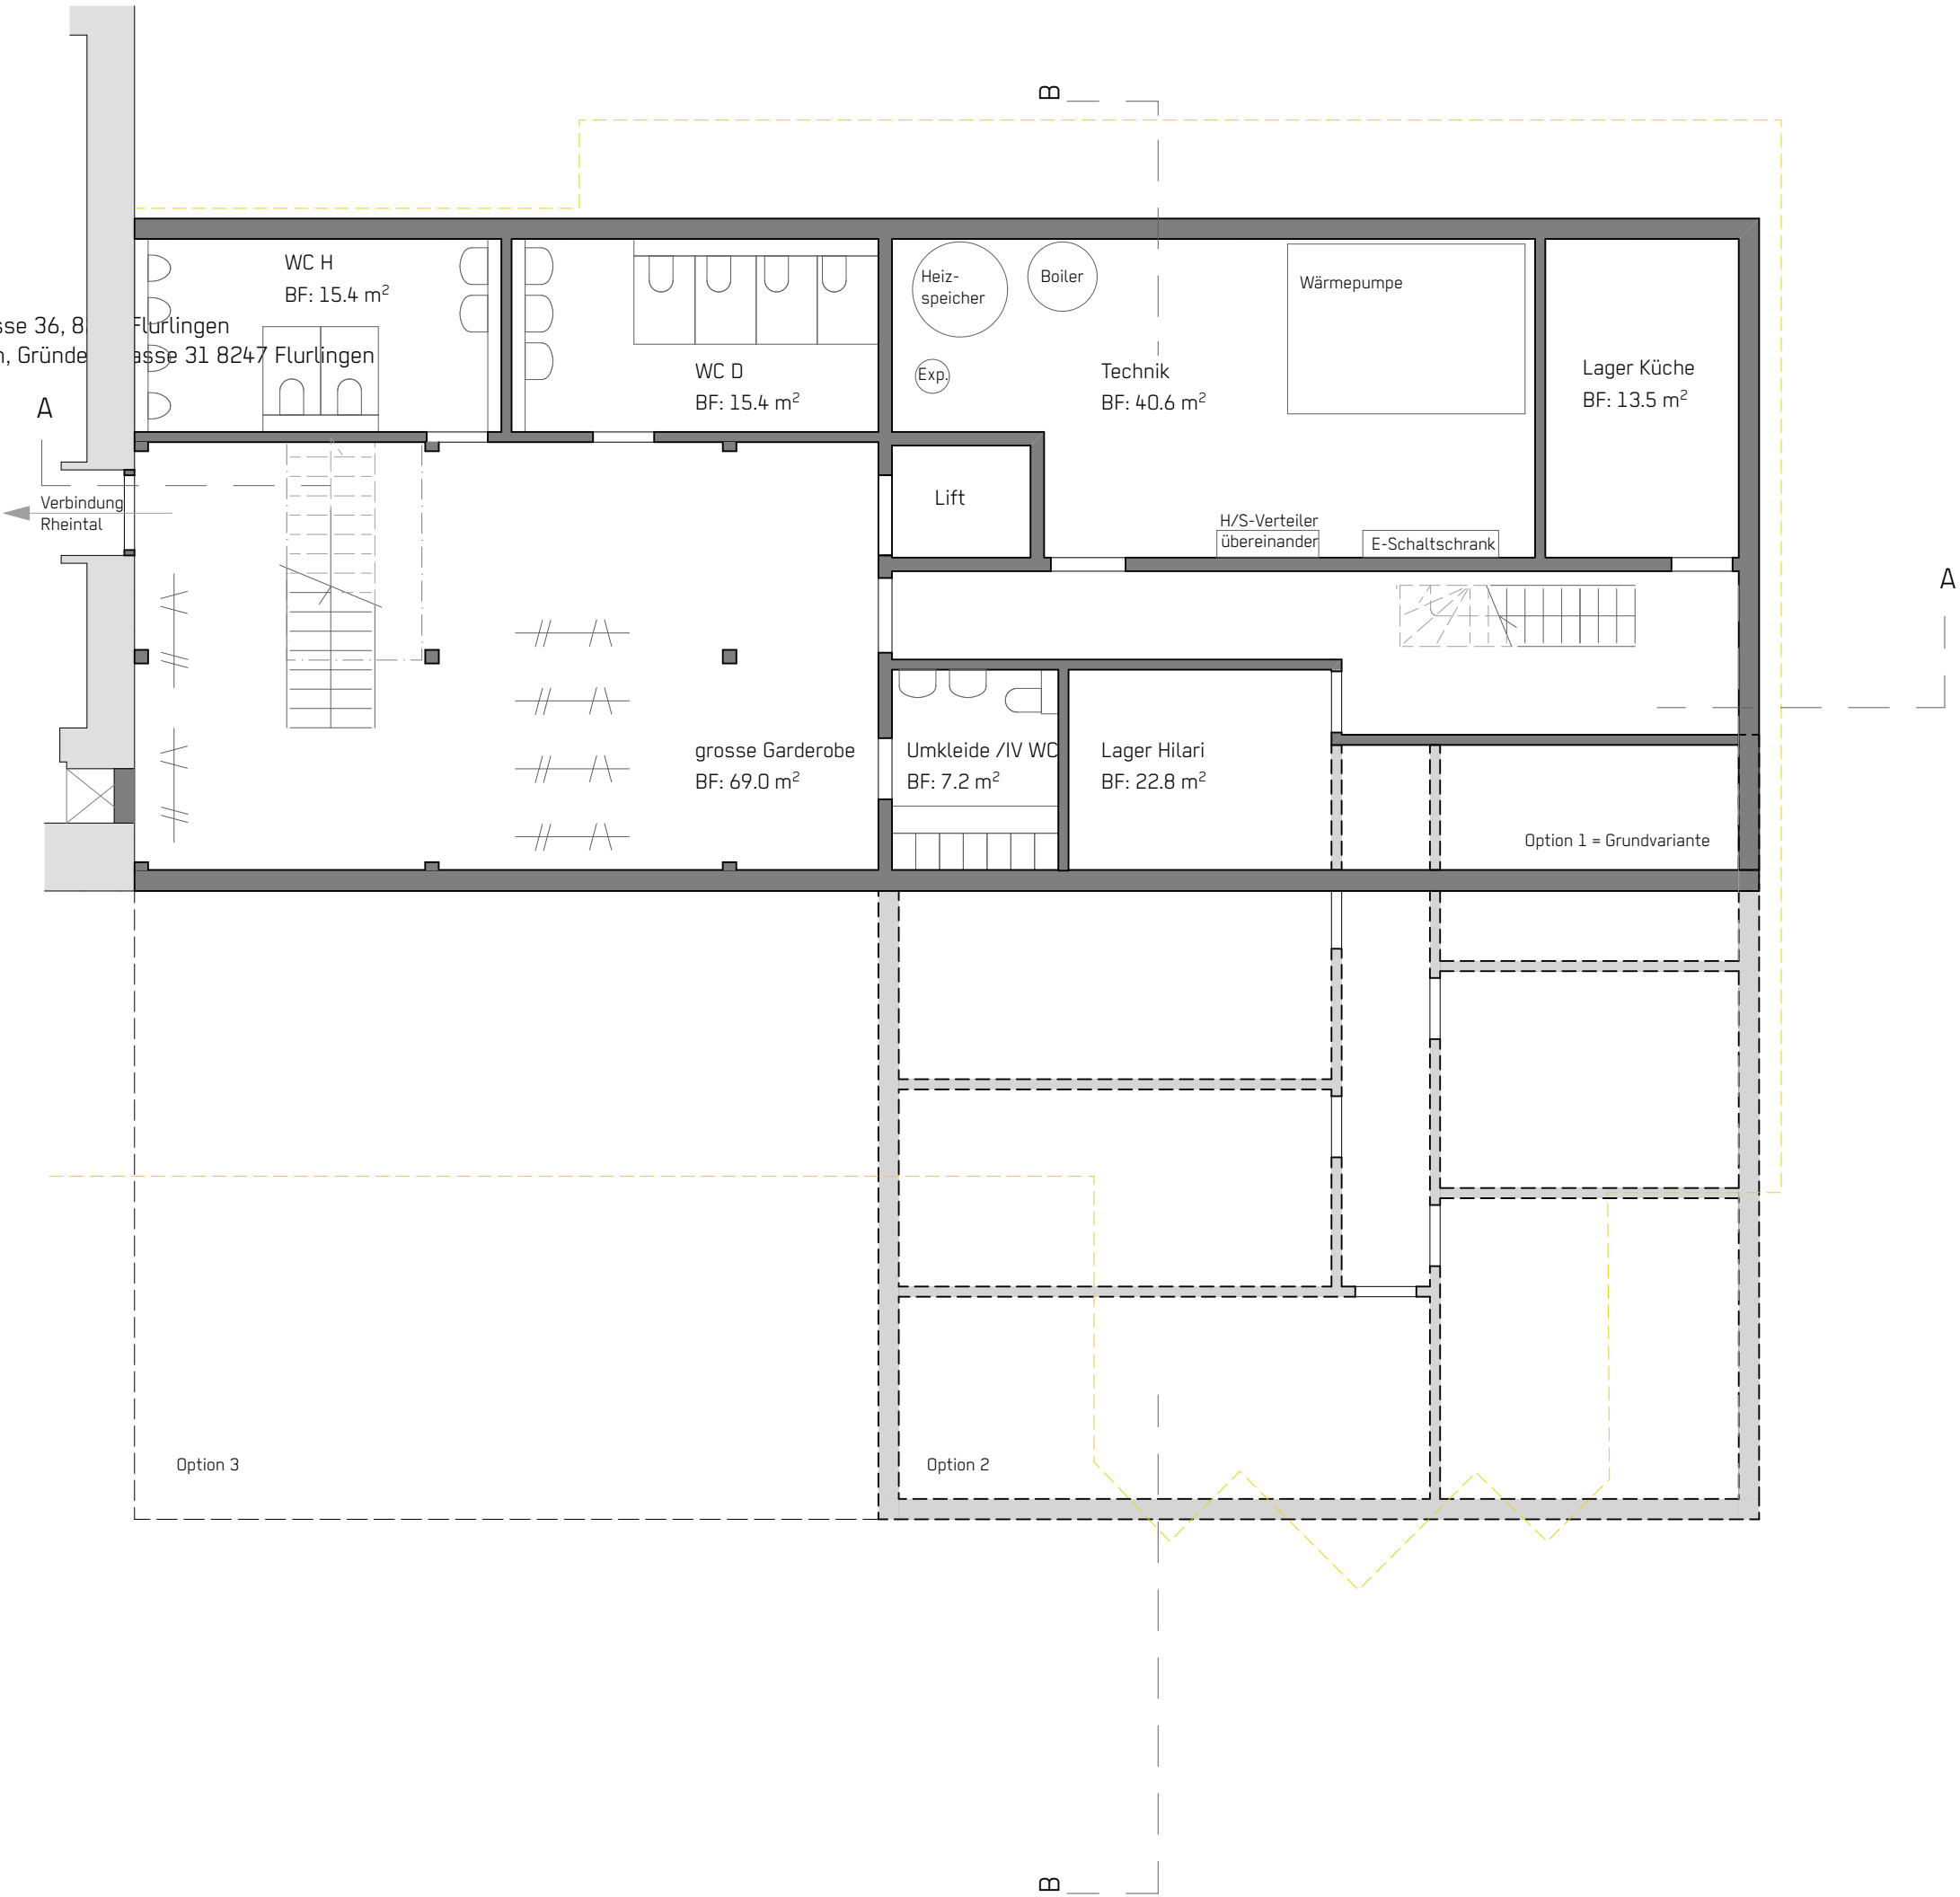 B
WC H
BF: 15.4 m²
sse 36, 8 Flurlingen
, Gründe asse 31 8247 Flurlingen
WC D
BF: 15.4 m²
Heiz-
speicher
Boiler
Exp.
Technik
BF: 40.6 m²
Wärmepumpe
Lager Küche
BF: 13.5 m²
A
Verbindung
Rheintal
Lift
H/S-Verteiler
übereinander
E-Schaltschrank
A
grosse Garderobe
BF: 69.0 m²
Umkleide /IV WC
BF: 7.2 m²
Lager Hilari
BF: 22.8 m²
Option 1 = Grundvariante
Option 3
Option 2
B